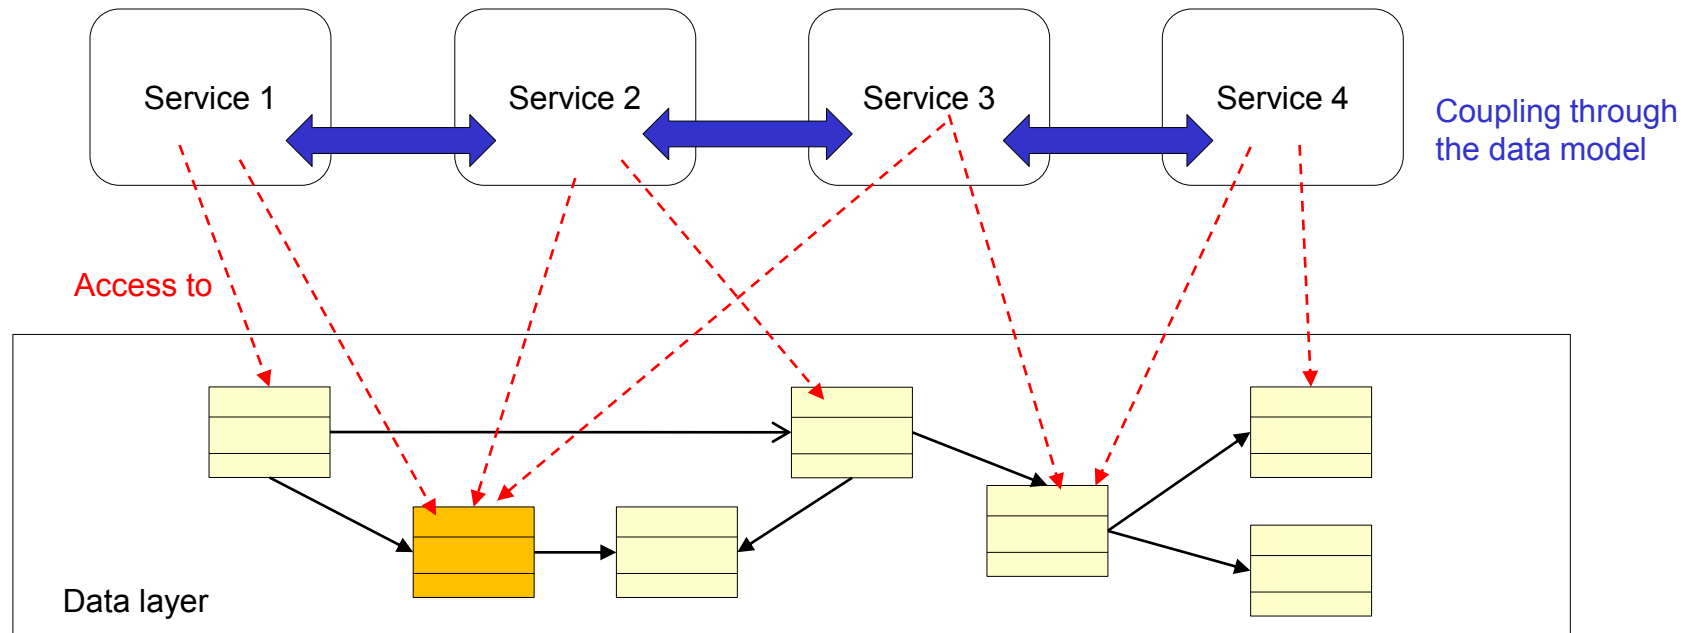 Service 1
Service 2
Service 3
Service 4
Coupling through
the data model
Access to
Data layer